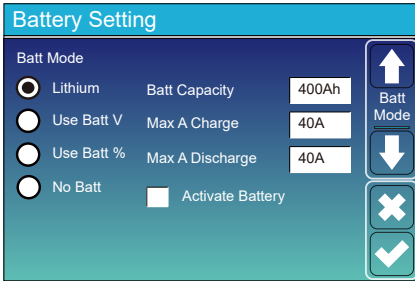 Battery Setting
Batt Mode
Lithium
Batt Capacity 400Ah
Use Batt V
Max A Charge 40A
Use Batt %
Max A Discharge 40A
No Batt
Activate Battery
Batt
Mode